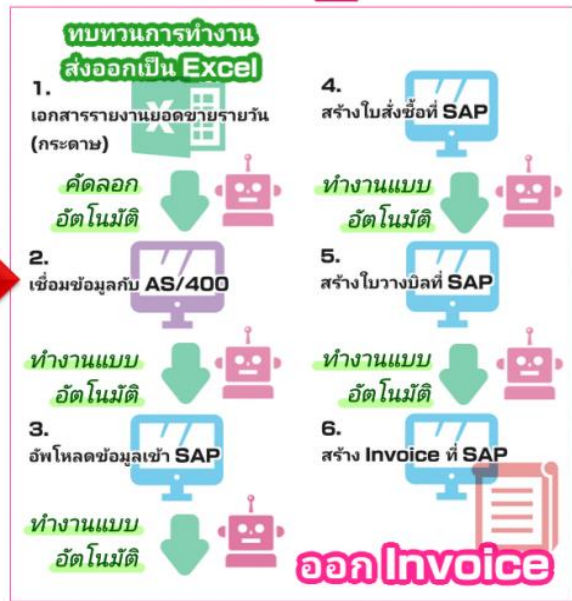 ทบทวนการทำงาน
ส่งออกเป็น Excel
1.
เอกสารรายงานยอดขายรายวัน
(กระดาษ)
คัดลอก
อัตโนมัติ
2.
เชื่อมข้อมูลกับ AS/400
ทำงานแบบ
อัตโนมัติ
3.
อัพโหลดข้อมูลเข้า SAP
ทำงานแบบ
อัตโนมัติ
4.
สร้างใบสั่งซื้อที่ SAP
ทำงานแบบ
อัตโนมัติ
5.
สร้างใบวางบิลที่ SAP
ทำงานแบบ
อัตโนมัติ
6.
สร้าง Invoice ที่ SAP
ออก Invoice